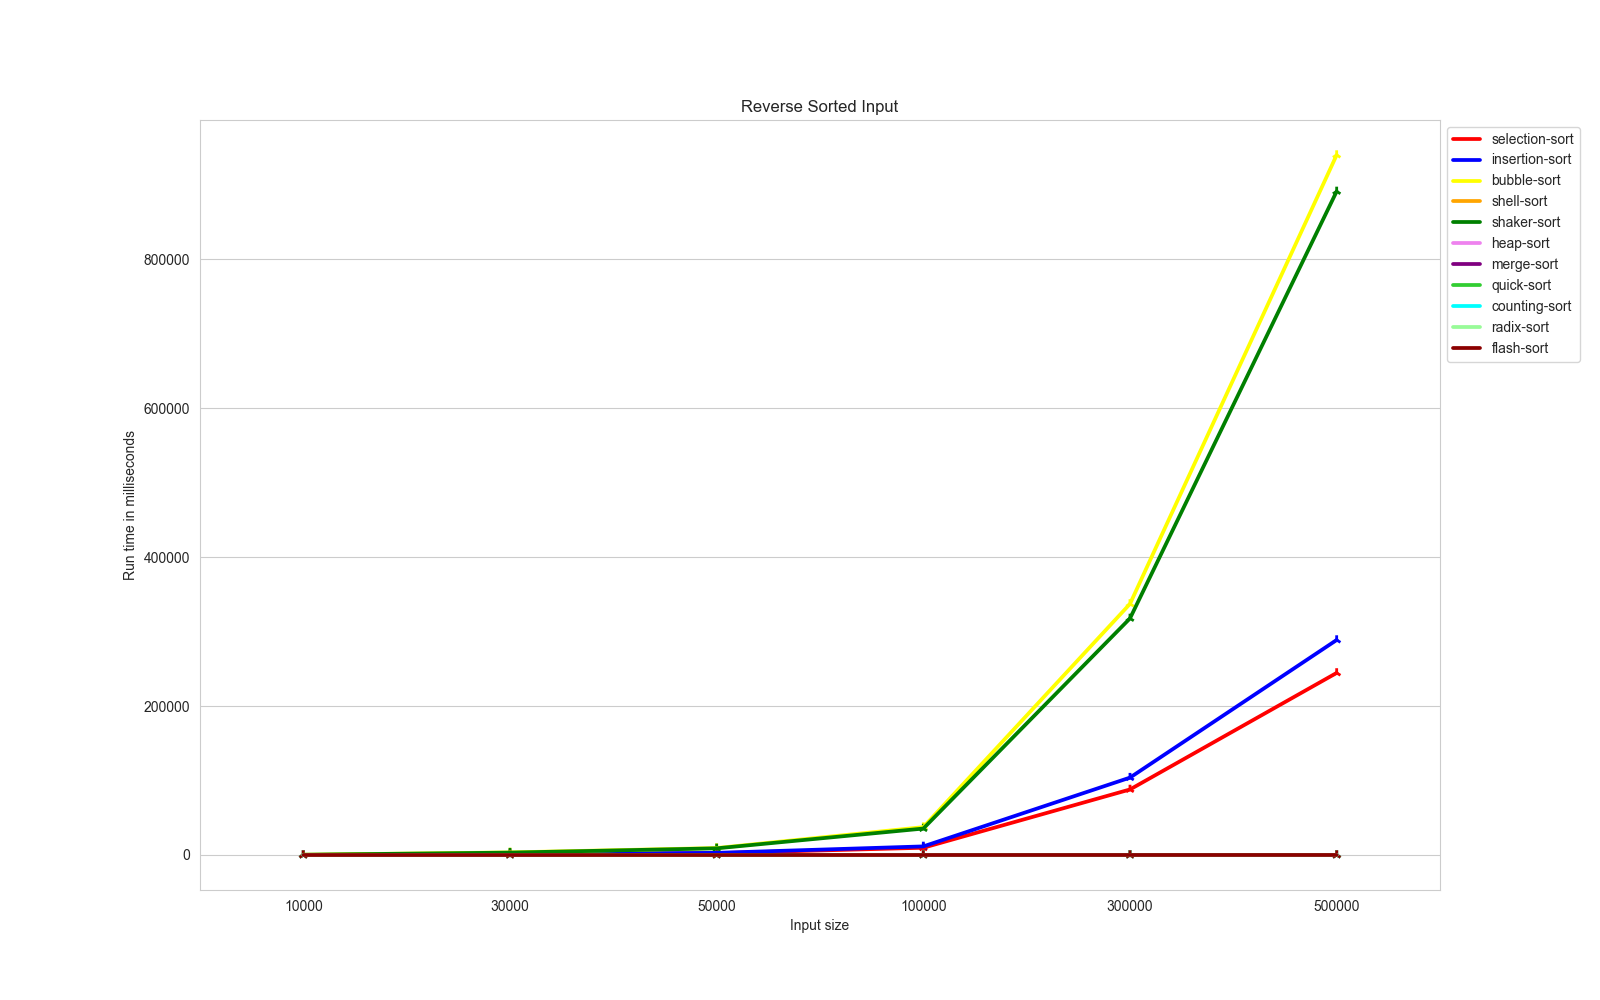 Reverse Sorted Input
selection-sort
insertion-sort
bubble-sort
shell-sort
shaker-sort
heap-sort
merge-sort
quick-sort
counting-sort
radix-sort
flash-sort
Run time in milliseconds
800000
600000
400000
200000
0
10000 30000 50000 100000 300000 500000
Input size